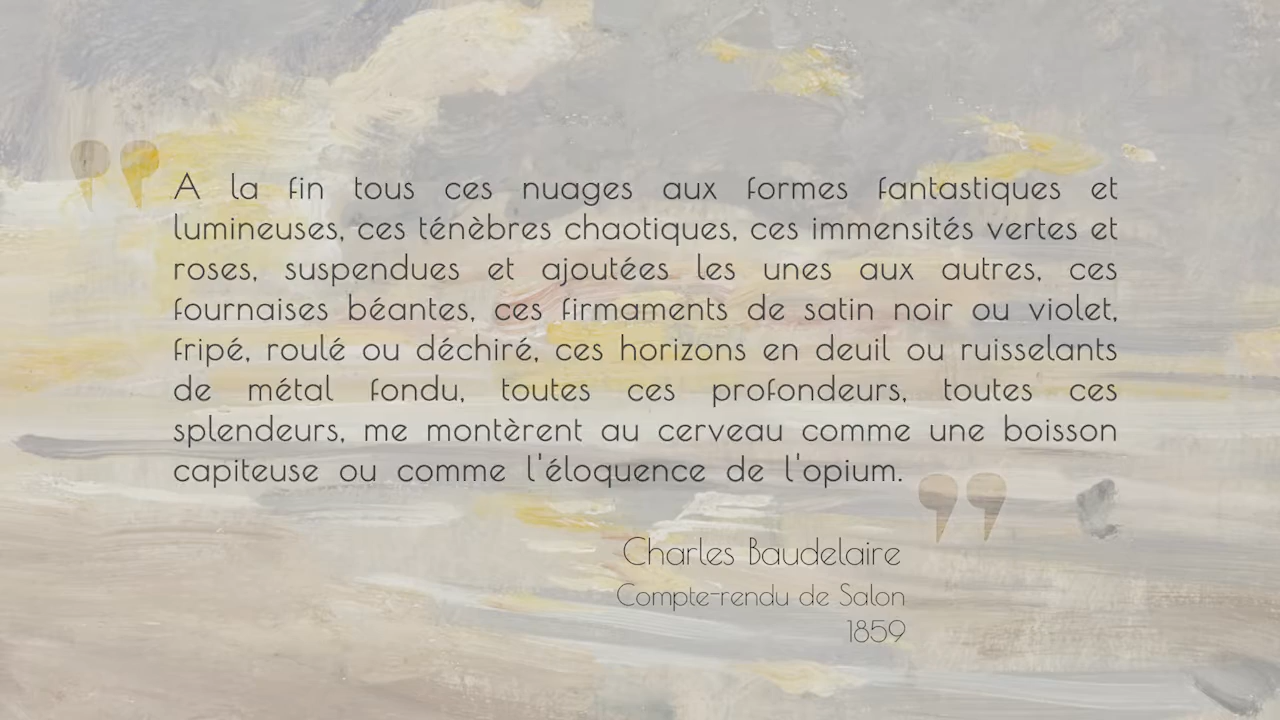 A la fin tous ces nuages aux formes fantastiques et
lumineuses, ces ténèbres chaotiques, ces immensités vertes et
roses, suspendues et ajoutées les unes aux autres, ces
fournaises béantes, ces firmaments de satin noir ou violet,
fripé, roulé ou déchiré, ces horizons en deuil ou ruisselants
de métal fondu, toutes ces profondeurs, toutes ces
splendeurs, me montèrent au cerveau comme une boisson
capiteuse ou comme l'éloquence de l'opium.
Charles Baudelaire
Compte-rendu de Salon
1859